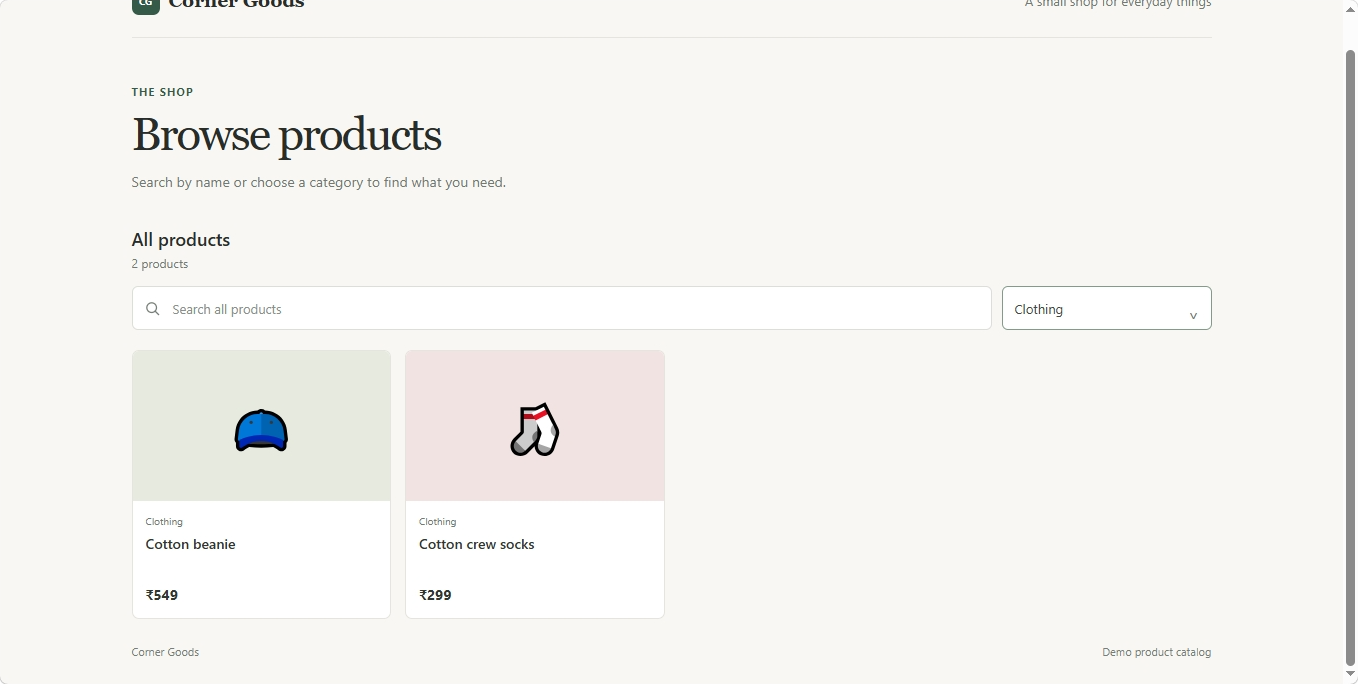 CG Corner Goods
A small shop for everyday things
THE SHOP
Browse products
Search by name or choose a category to find what you need.
All products
2 products
Search all products
Clothing
Clothing
Cotton beanie
₹549
Clothing
Cotton crew socks
₹299
Corner Goods
Demo product catalog